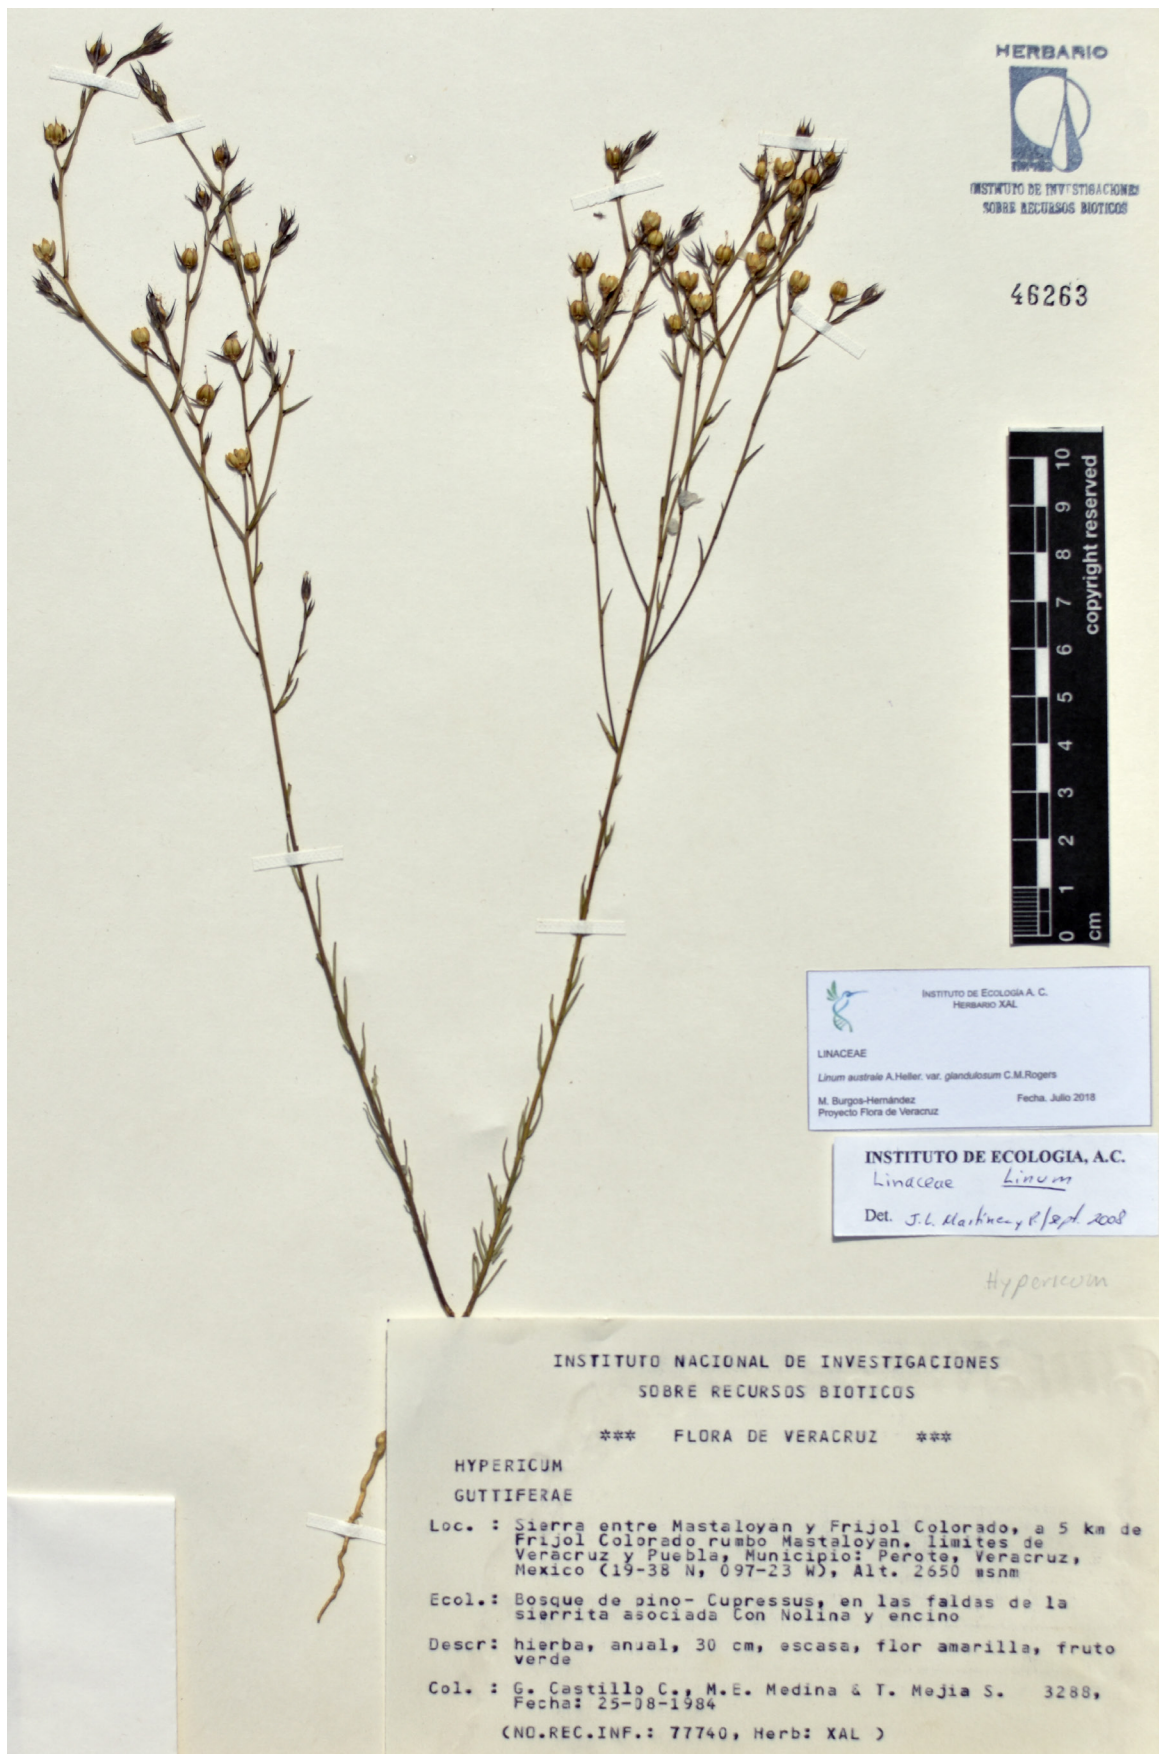 HERBARIO
INIREB
INSTITUTO DE INVESTIGACIONES
SOBRE RECURSOS BIOTICOS
46263
10
9
8
7
6
5
4
3
2
1
0
cm
copyright reserved
INSTITUTO DE ECOLOGÍA A. C.
HERBARIO XAL
LINACEAE
Linum australe A.Heller. var. glandulosum C.M.Rogers
M. Burgos-Hernández Fecha. Julio 2018
Proyecto Flora de Veracruz
INSTITUTO DE ECOLOGIA, A.C.
Linaceae Linum
Det. J.L. Martínez y P./sept. 2008
Hypericum
INSTITUTO NACIONAL DE INVESTIGACIONES
SOBRE RECURSOS BIOTICOS
*** FLORA DE VERACRUZ ***
HYPERICUM
GUTTIFERAE
Loc. : Sierra entre Mastaloyan y Frijol Colorado, a 5 km de
Frijol Colorado rumbo Mastaloyan. limites de
Veracruz y Puebla, Municipio: Perote, Veracruz,
Mexico (19-38 N, 097-23 W), Alt. 2650 msnm
Ecol.: Bosque de pino- Cupressus, en las faldas de la
sierrita asociada Con Nolina y encino
Descr: hierba, anual, 30 cm, escasa, flor amarilla, fruto
verde
Col. : G. Castillo C., M.E. Medina & T. Mejia S. 3288,
Fecha: 25-08-1984
(NO.REC.INF.: 77740, Herb: XAL )